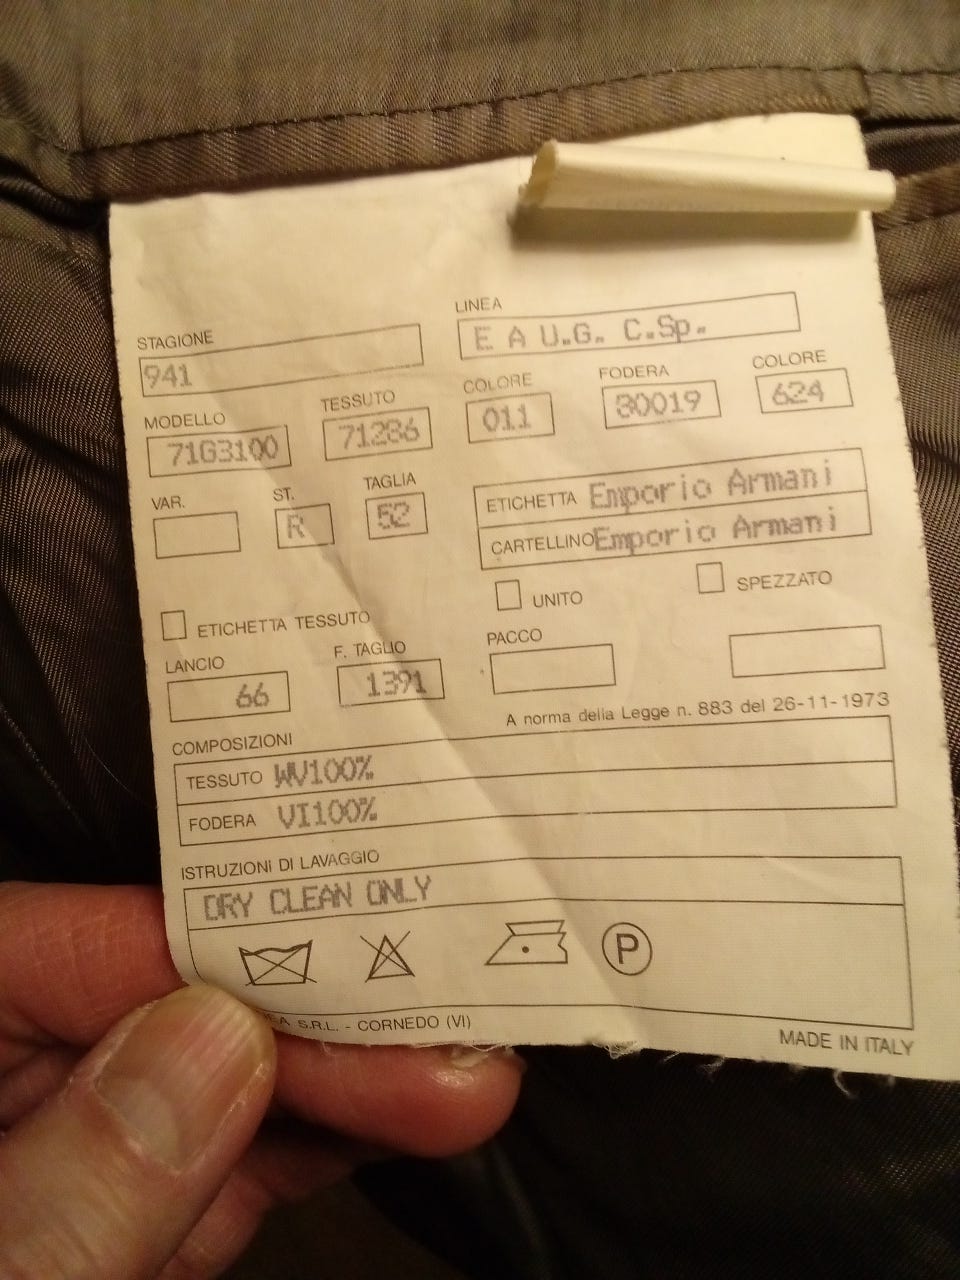 STAGIONE
941
LINEA
E A U.G. C.Sp.
MODELLO
71G3100
TESSUTO
71236
COLORE
011
FODERA
30019
COLORE
624
VAR.
ST.
R
TAGLIA
52
ETICHETTA Emporio Armani
CARTELLINO Emporio Armani
UNITO
SPEZZATO
ETICHETTA TESSUTO
LANCIO
66
F. TAGLIO
1391
PACCO
A norma della Legge n. 883 del 26-11-1973
COMPOSIZIONI
TESSUTO WV100%
FODERA VI100%
ISTRUZIONI DI LAVAGGIO
DRY CLEAN ONLY
P
S.R.L. - CORNEDO (VI)
MADE IN ITALY